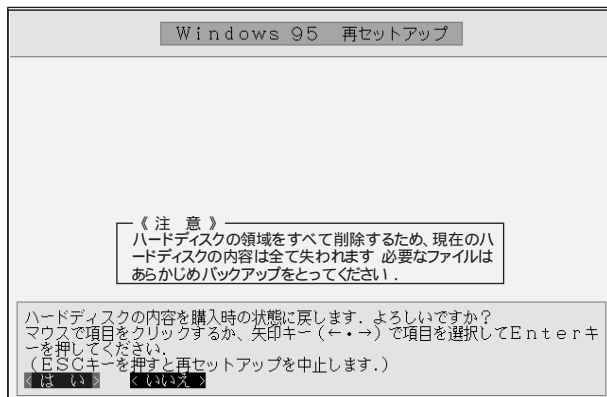 Windows 95　再セットアップ
《注　意》
ハードディスクの領域をすべて削除するため、現在のハ
ードディスクの内容は全て失われます 必要なファイルは
あらかじめバックアップをとってください．
ハードディスクの内容を購入時の状態に戻します．よろしいですか？
マウスで項目をクリックするか、矢印キー（←・→）で項目を選択してＥｎｔｅｒキ
ーを押してください．
（ＥＳＣキーを押すと再セットアップを中止します．）
＜は　い＞　＜いいえ＞